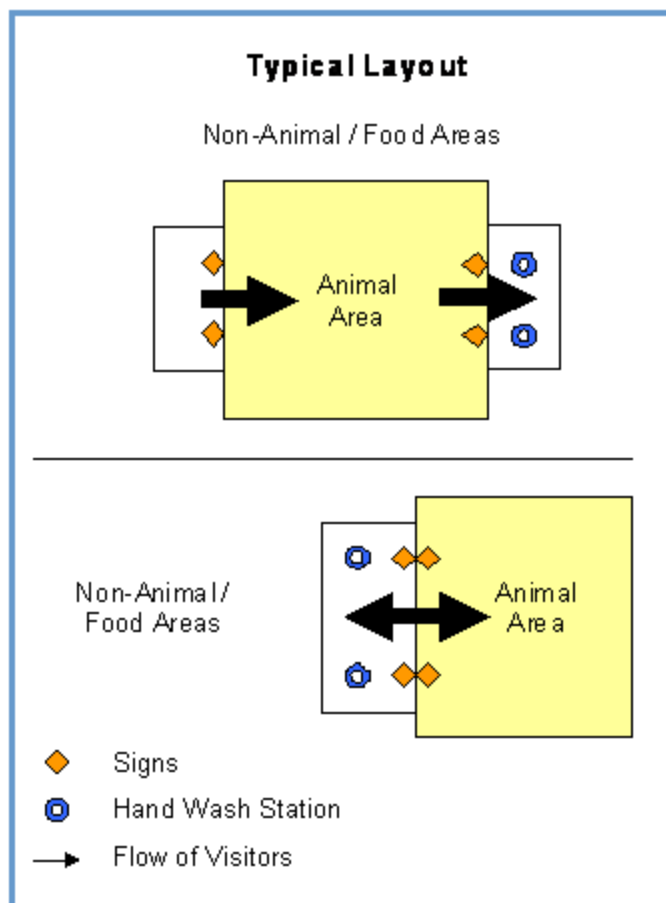 Typical Layout
Non-Animal / Food Areas
Animal
Area
Non-Animal /
Food Areas
Animal
Area
Signs
Hand Wash Station
Flow of Visitors